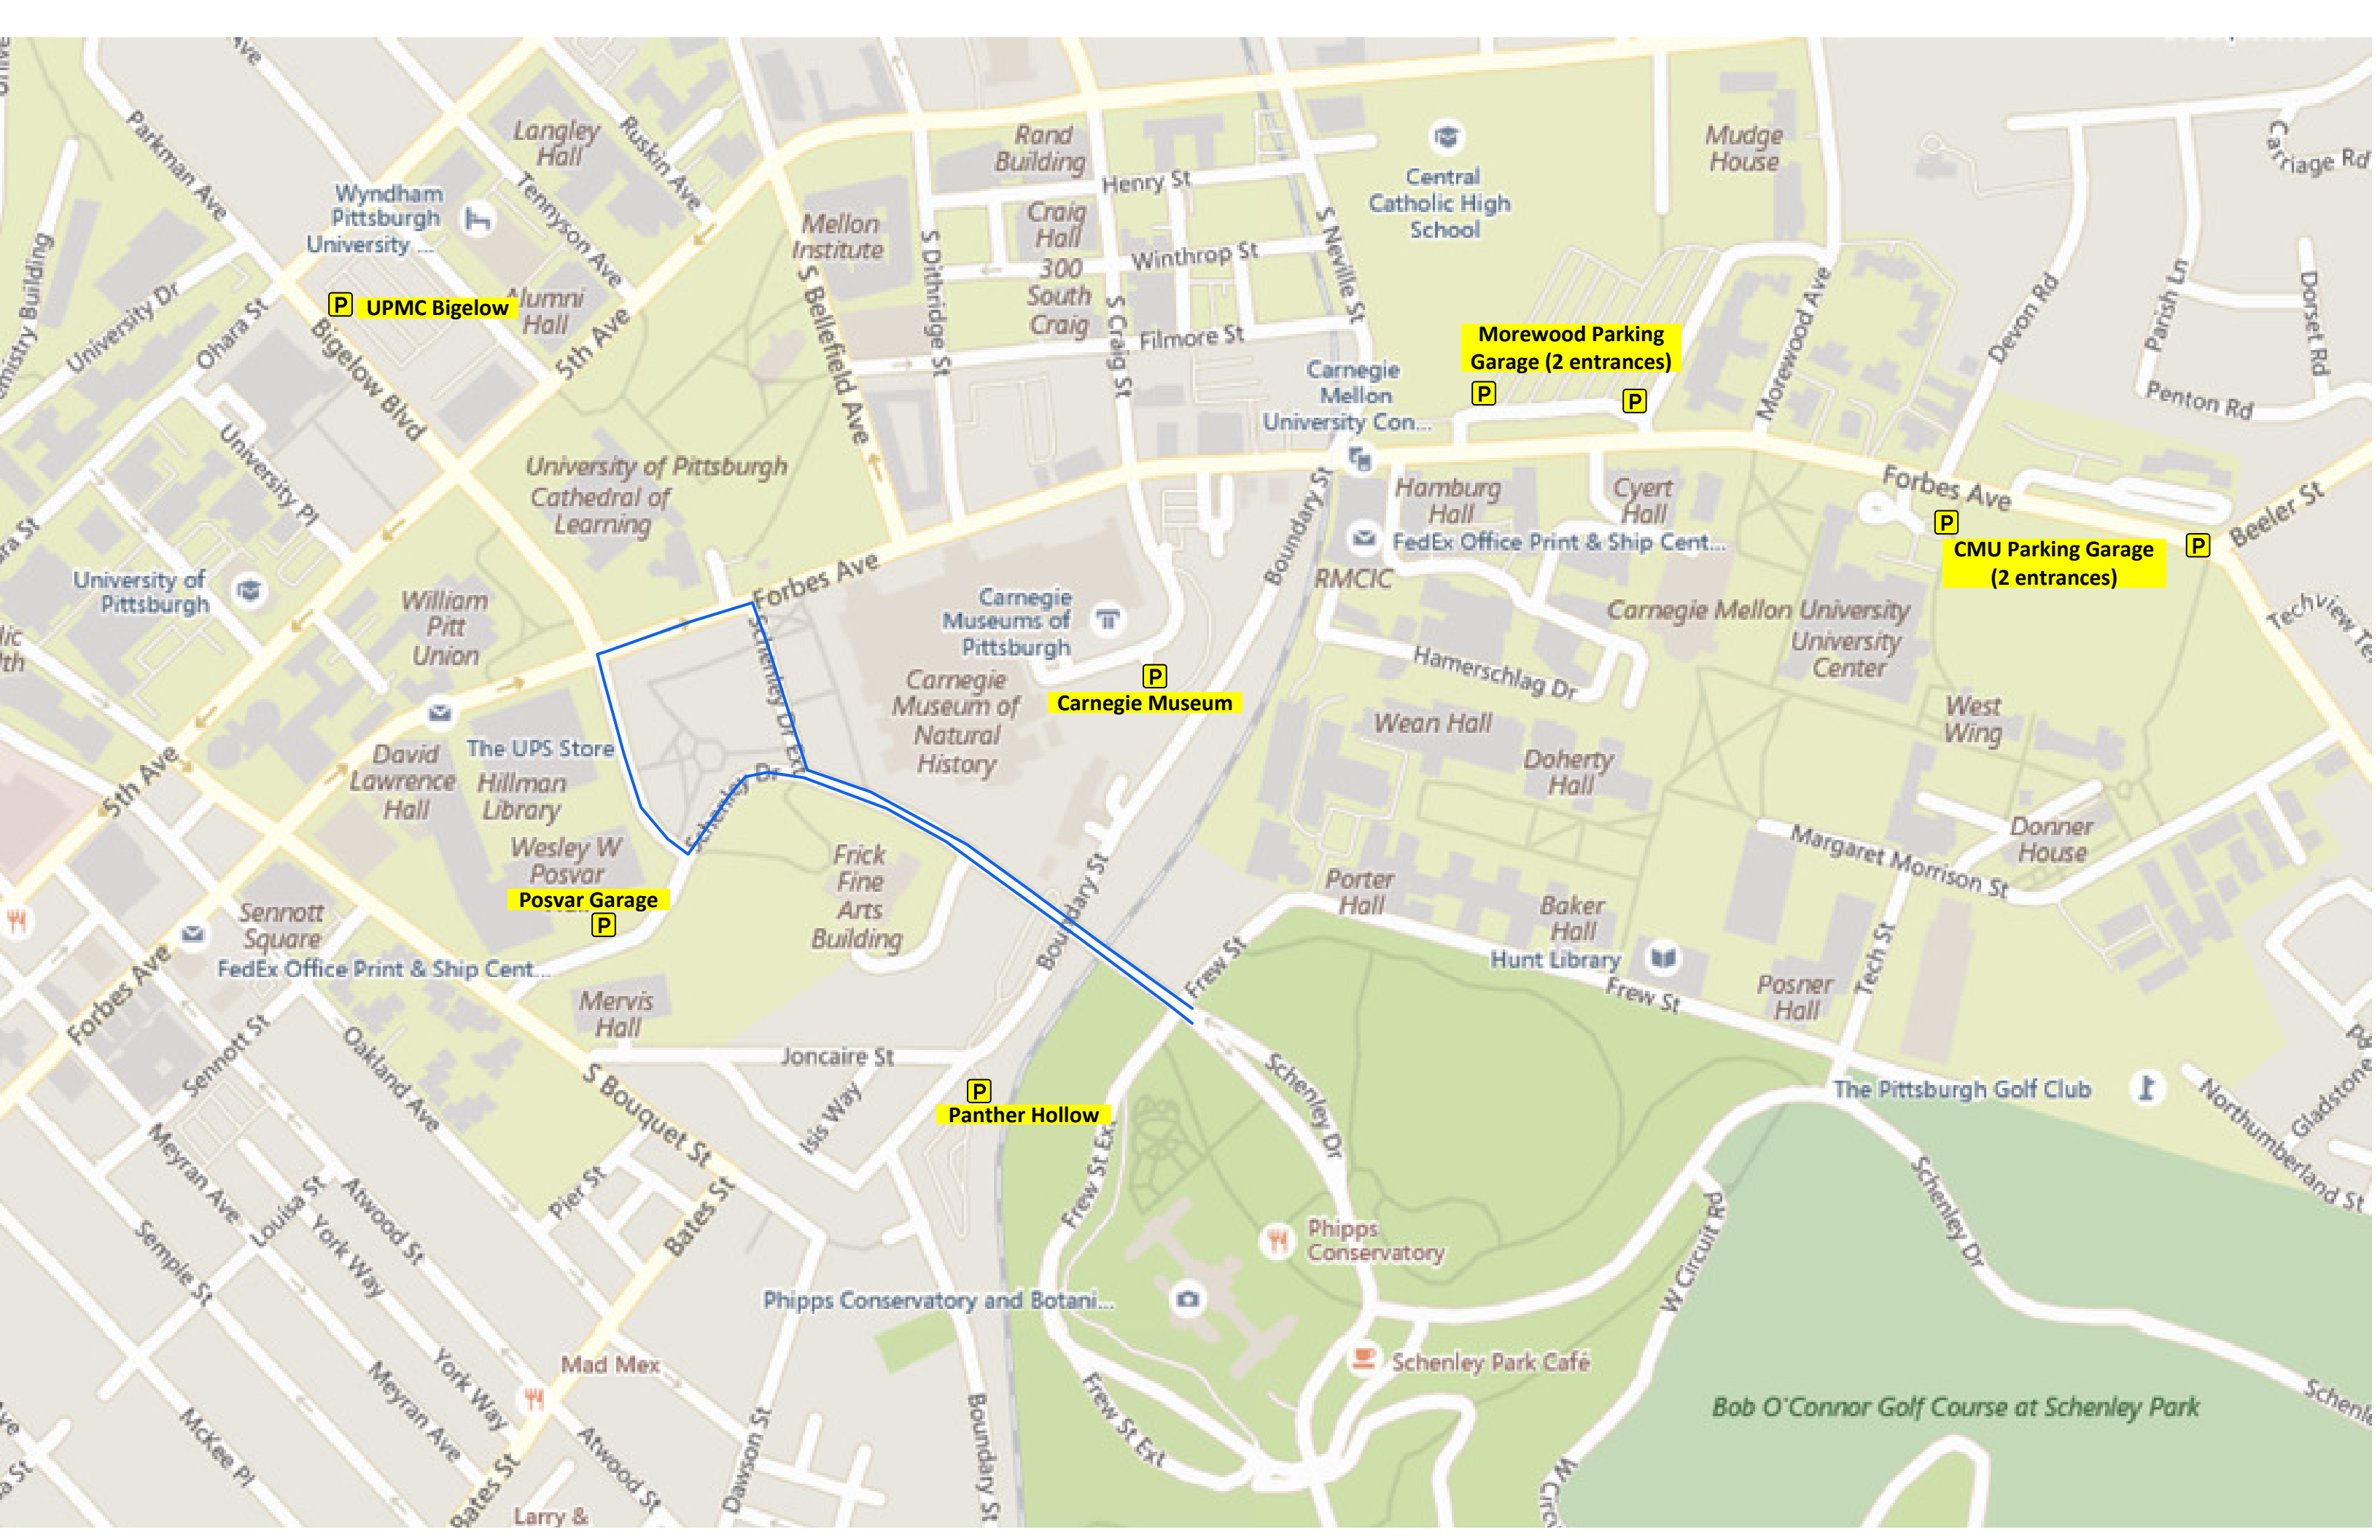 Parkman Ave
Langley
Hall
Ruskin Ave
Rand
Building
Central
Catholic High
School
Mudge
House
Carriage Rd
Wyndham
Pittsburgh
University ...
Tennyson Ave
Mellon
Institute
Henry St
Craig
Hall
300
South
Craig
Winthrop St
S Neville St
S Dithridge St
S Craig St
Filmore St
S Bellefield Ave
University Dr
Ohara St
P
UPMC Bigelow
Alumni
Hall
5th Ave
Bigelow Blvd
Morewood Parking
Garage (2 entrances)
P
P
Morewood Ave
Devon Rd
Parish Ln
Dorset Rd
Penton Rd
Carnegie
Mellon
University Con...
University Pl
University of Pittsburgh
Cathedral of
Learning
Hamburg
Hall
Cyert
Hall
Forbes Ave
Beeler St
P
P
CMU Parking Garage
(2 entrances)
FedEx Office Print & Ship Cent...
RMCIC
Boundary St
University of
Pittsburgh
William
Pitt
Union
Forbes Ave
Carnegie
Museums of
Pittsburgh
Carnegie Mellon University
University
Center
Hamerschlag Dr
P
Carnegie Museum
Schenley Dr Ext
Carnegie
Museum of
Natural
History
Wean Hall
West
Wing
Doherty
Hall
5th Ave
David
Lawrence
Hall
The UPS Store
Hillman
Library
Schenley Dr
Wesley W
Posvar
Posvar Garage
P
Frick
Fine
Arts
Building
Boundary St
Porter
Hall
Baker
Hall
Margaret Morrison St
Donner
House
Sennott
Square
FedEx Office Print & Ship Cent...
Forbes Ave
Mervis
Hall
Frew St
Hunt Library
Frew St
Posner
Hall
Tech St
Sennott St
Oakland Ave
Joncaire St
S Bouquet St
Isis Way
P
Panther Hollow
Schenley Dr
The Pittsburgh Golf Club
Northumberland St
Gladstone
Meyran Ave
Atwood St
Pier St
Bates St
Frew St Ext
Louisa St
York Way
Semple St
Phipps
Conservatory
W Circuit Rd
Schenley Dr
Phipps Conservatory and Botani...
Mad Mex
Schenley Park Café
Bob O'Connor Golf Course at Schenley Park
York Way
Meyran Ave
McKee Pl
Atwood St
Dawson St
Boundary St
Frew St Ext
Bates St
Larry &